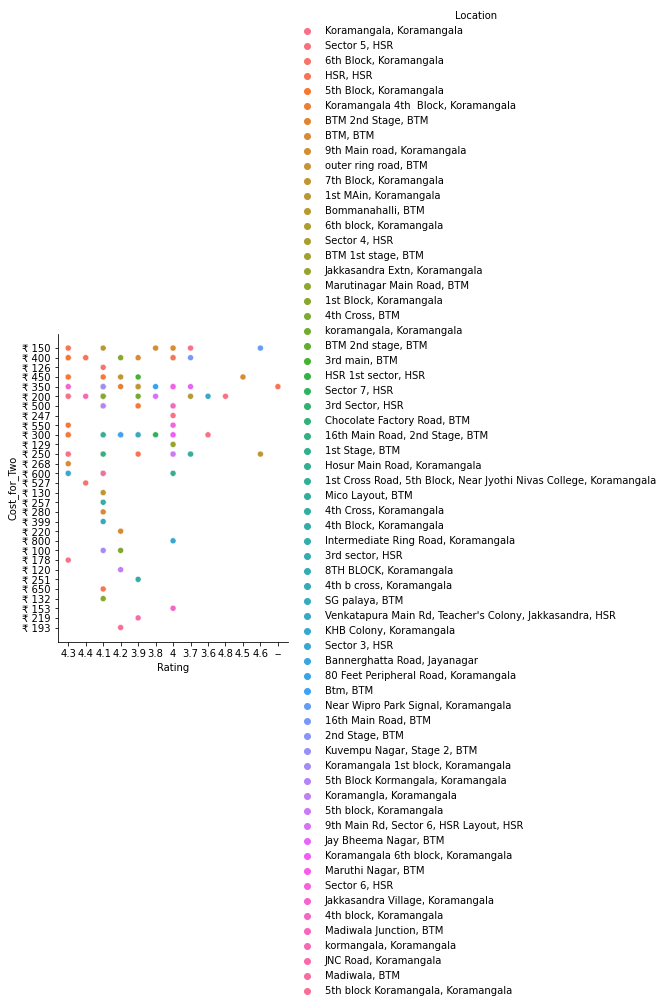 Location
Koramangala, Koramangala
Sector 5, HSR
6th Block, Koramangala
HSR, HSR
5th Block, Koramangala
Koramangala 4th  Block, Koramangala
BTM 2nd Stage, BTM
BTM, BTM
9th Main road, Koramangala
outer ring road, BTM
7th Block, Koramangala
1st MAin, Koramangala
Bommanahalli, BTM
6th block, Koramangala
Sector 4, HSR
BTM 1st stage, BTM
Jakkasandra Extn, Koramangala
Marutinagar Main Road, BTM
1st Block, Koramangala
4th Cross, BTM
koramangala, Koramangala
BTM 2nd stage, BTM
3rd main, BTM
HSR 1st sector, HSR
Sector 7, HSR
3rd Sector, HSR
Chocolate Factory Road, BTM
16th Main Road, 2nd Stage, BTM
1st Stage, BTM
Hosur Main Road, Koramangala
1st Cross Road, 5th Block, Near Jyothi Nivas College, Koramangala
Mico Layout, BTM
4th Cross, Koramangala
4th Block, Koramangala
Intermediate Ring Road, Koramangala
3rd sector, HSR
8TH BLOCK, Koramangala
4th b cross, Koramangala
SG palaya, BTM
Venkatapura Main Rd, Teacher's Colony, Jakkasandra, HSR
KHB Colony, Koramangala
Sector 3, HSR
Bannerghatta Road, Jayanagar
80 Feet Peripheral Road, Koramangala
Btm, BTM
Near Wipro Park Signal, Koramangala
16th Main Road, BTM
2nd Stage, BTM
Kuvempu Nagar, Stage 2, BTM
Koramangala 1st block, Koramangala
5th Block Kormangala, Koramangala
Koramangla, Koramangala
5th block, Koramangala
9th Main Rd, Sector 6, HSR Layout, HSR
Jay Bheema Nagar, BTM
Koramangala 6th block, Koramangala
Maruthi Nagar, BTM
Sector 6, HSR
Jakkasandra Village, Koramangala
4th block, Koramangala
Madiwala Junction, BTM
kormangala, Koramangala
JNC Road, Koramangala
Madiwala, BTM
5th block Koramangala, Koramangala
Cost_for_Two
₹ 150
₹ 400
₹ 126
₹ 450
₹ 350
₹ 200
₹ 500
₹ 247
₹ 550
₹ 300
₹ 129
₹ 250
₹ 268
₹ 600
₹ 527
₹ 130
₹ 257
₹ 280
₹ 399
₹ 220
₹ 800
₹ 100
₹ 178
₹ 120
₹ 251
₹ 650
₹ 132
₹ 153
₹ 219
₹ 193
4.3 4.4 4.1 4.2 3.9 3.8 4 3.7 3.6 4.8 4.5 4.6 --
Rating